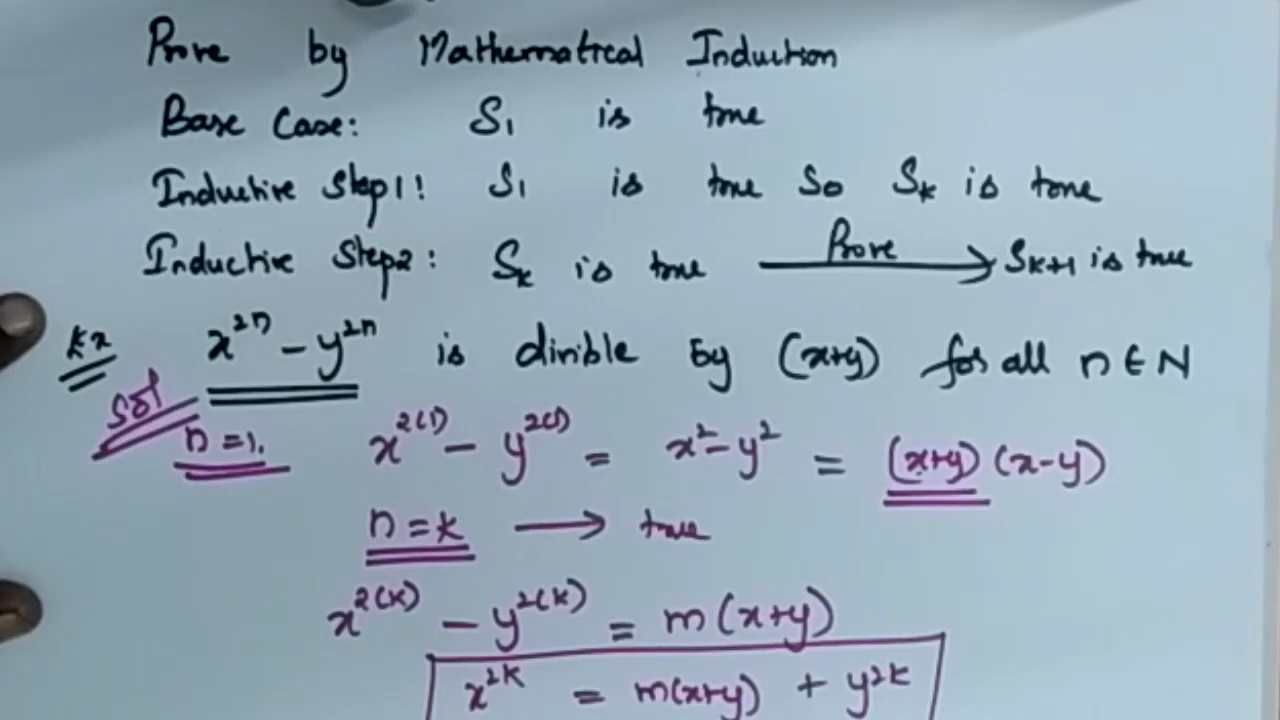 Prove by Mathematical Induction
Base Case: S₁ is true
Inductive Step1: S₁ is true So Sₖ is true
Inductive Step2: Sₖ is true Prove → Sₖ₊₁ is true
Ex x²ⁿ - y²ⁿ is divible by (x+y) for all n ∈ N
Sol
n = 1. x²⁽¹⁾ - y²⁽¹⁾ = x² - y² = (x+y) (x-y)
n = k → true
x²⁽ᵏ⁾ - y²⁽ᵏ⁾ = m(x+y)
x²ᵏ = m(x+y) + y²ᵏ